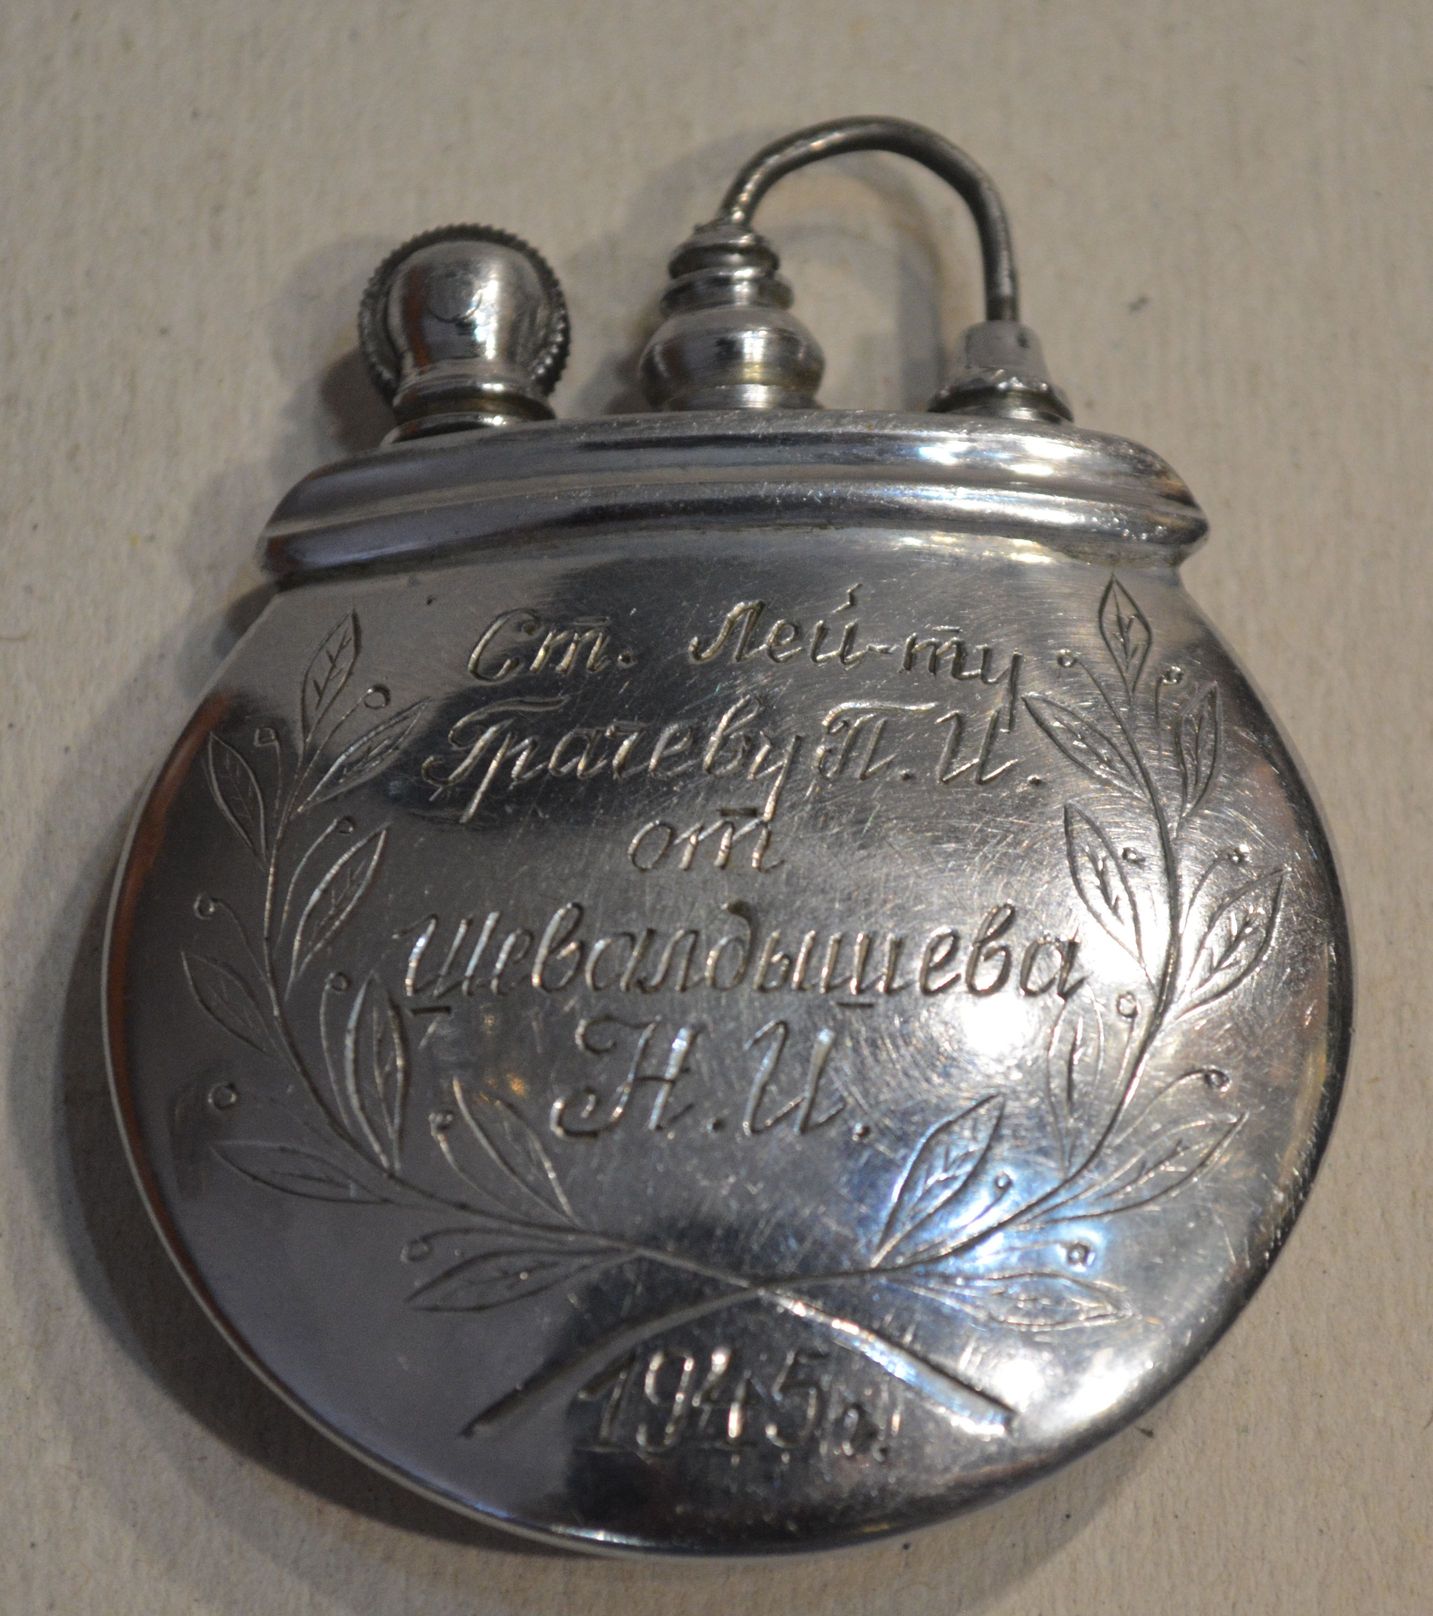 Ст. Лей-ту
Грачеву П.И.
от
Шевалдышева
Н.И.
1945г.